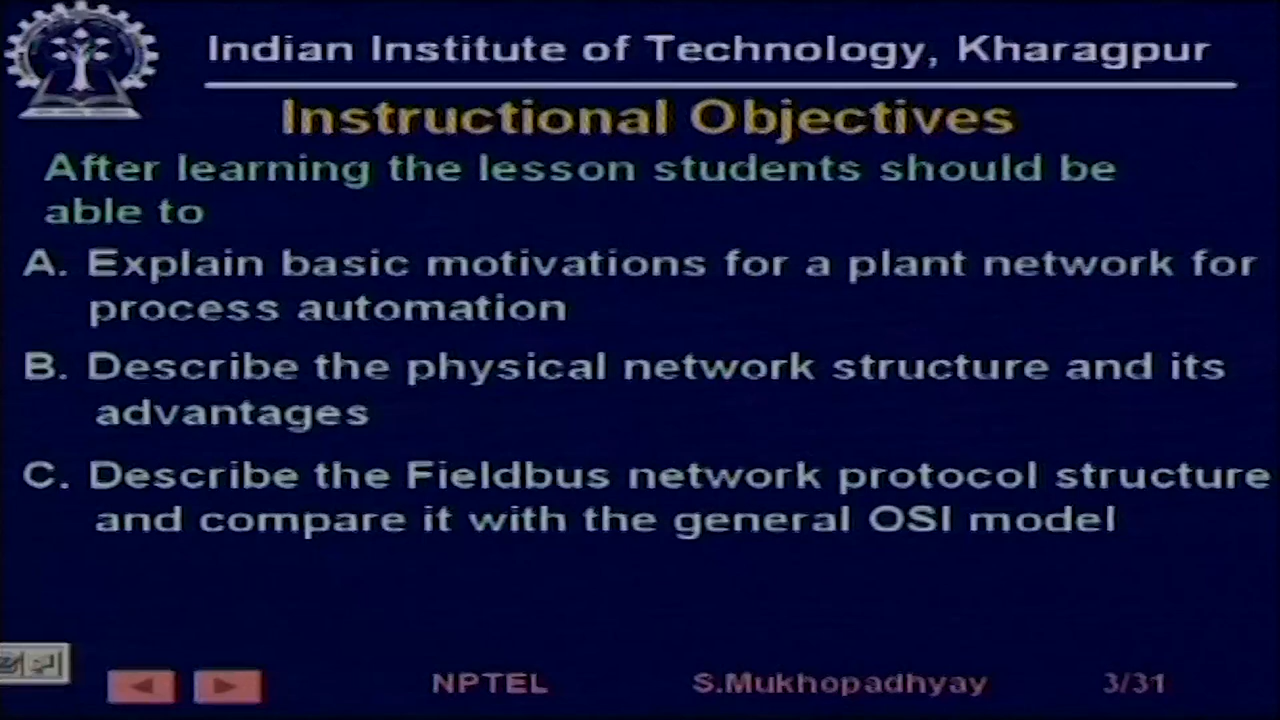 Indian Institute of Technology, Kharagpur
Instructional Objectives
After learning the lesson students should be
able to
A. Explain basic motivations for a plant network for
process automation
B. Describe the physical network structure and its
advantages
C. Describe the Fieldbus network protocol structure
and compare it with the general OSI model
NPTEL S.Mukhopadhyay 3/31